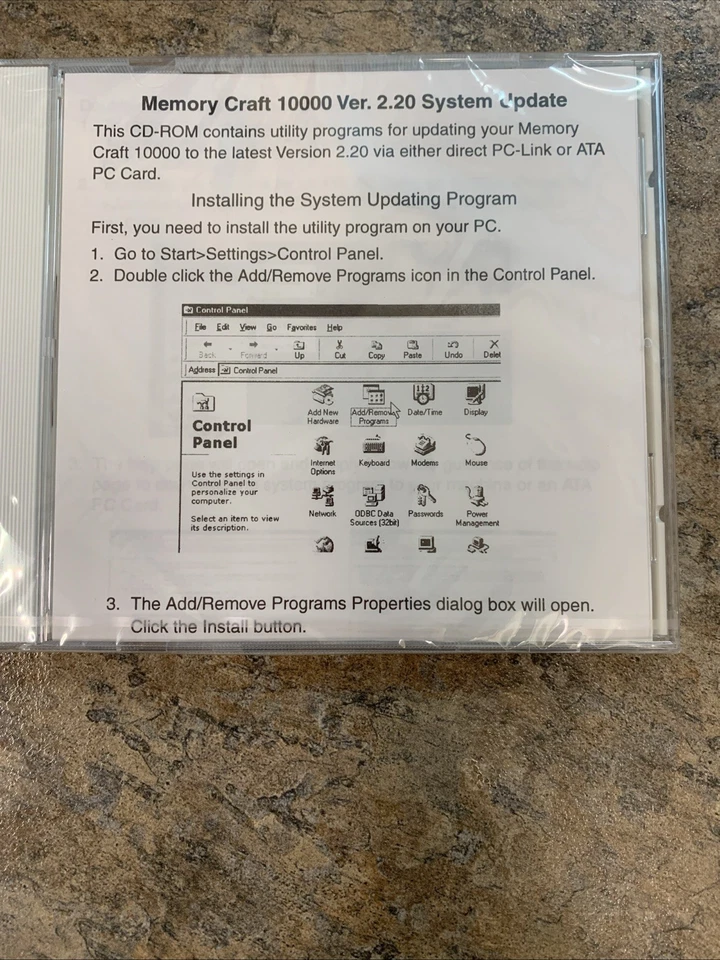 Memory Craft 10000 Ver. 2.20 System Update
This CD-ROM contains utility programs for updating your Memory
Craft 10000 to the latest Version 2.20 via either direct PC-Link or ATA
PC Card.
Installing the System Updating Program
First, you need to install the utility program on your PC.
1. Go to Start>Settings>Control Panel.
2. Double click the Add/Remove Programs icon in the Control Panel.
Control Panel
File Edit View Go Favorites Help
Back Forward Up Cut Copy Paste Undo Delet
Address Control Panel
Control
Panel
Use the settings in
Control Panel to
personalize your
computer.
Select an item to view
its description.
Add New
Hardware
Add/Remov
Programs
Date/Time
Display
Internet
Options
Keyboard
Modems
Mouse
Network
ODBC Data
Sources (32bit)
Passwords
Power
Management
3. The Add/Remove Programs Properties dialog box will open.
Click the Install button.